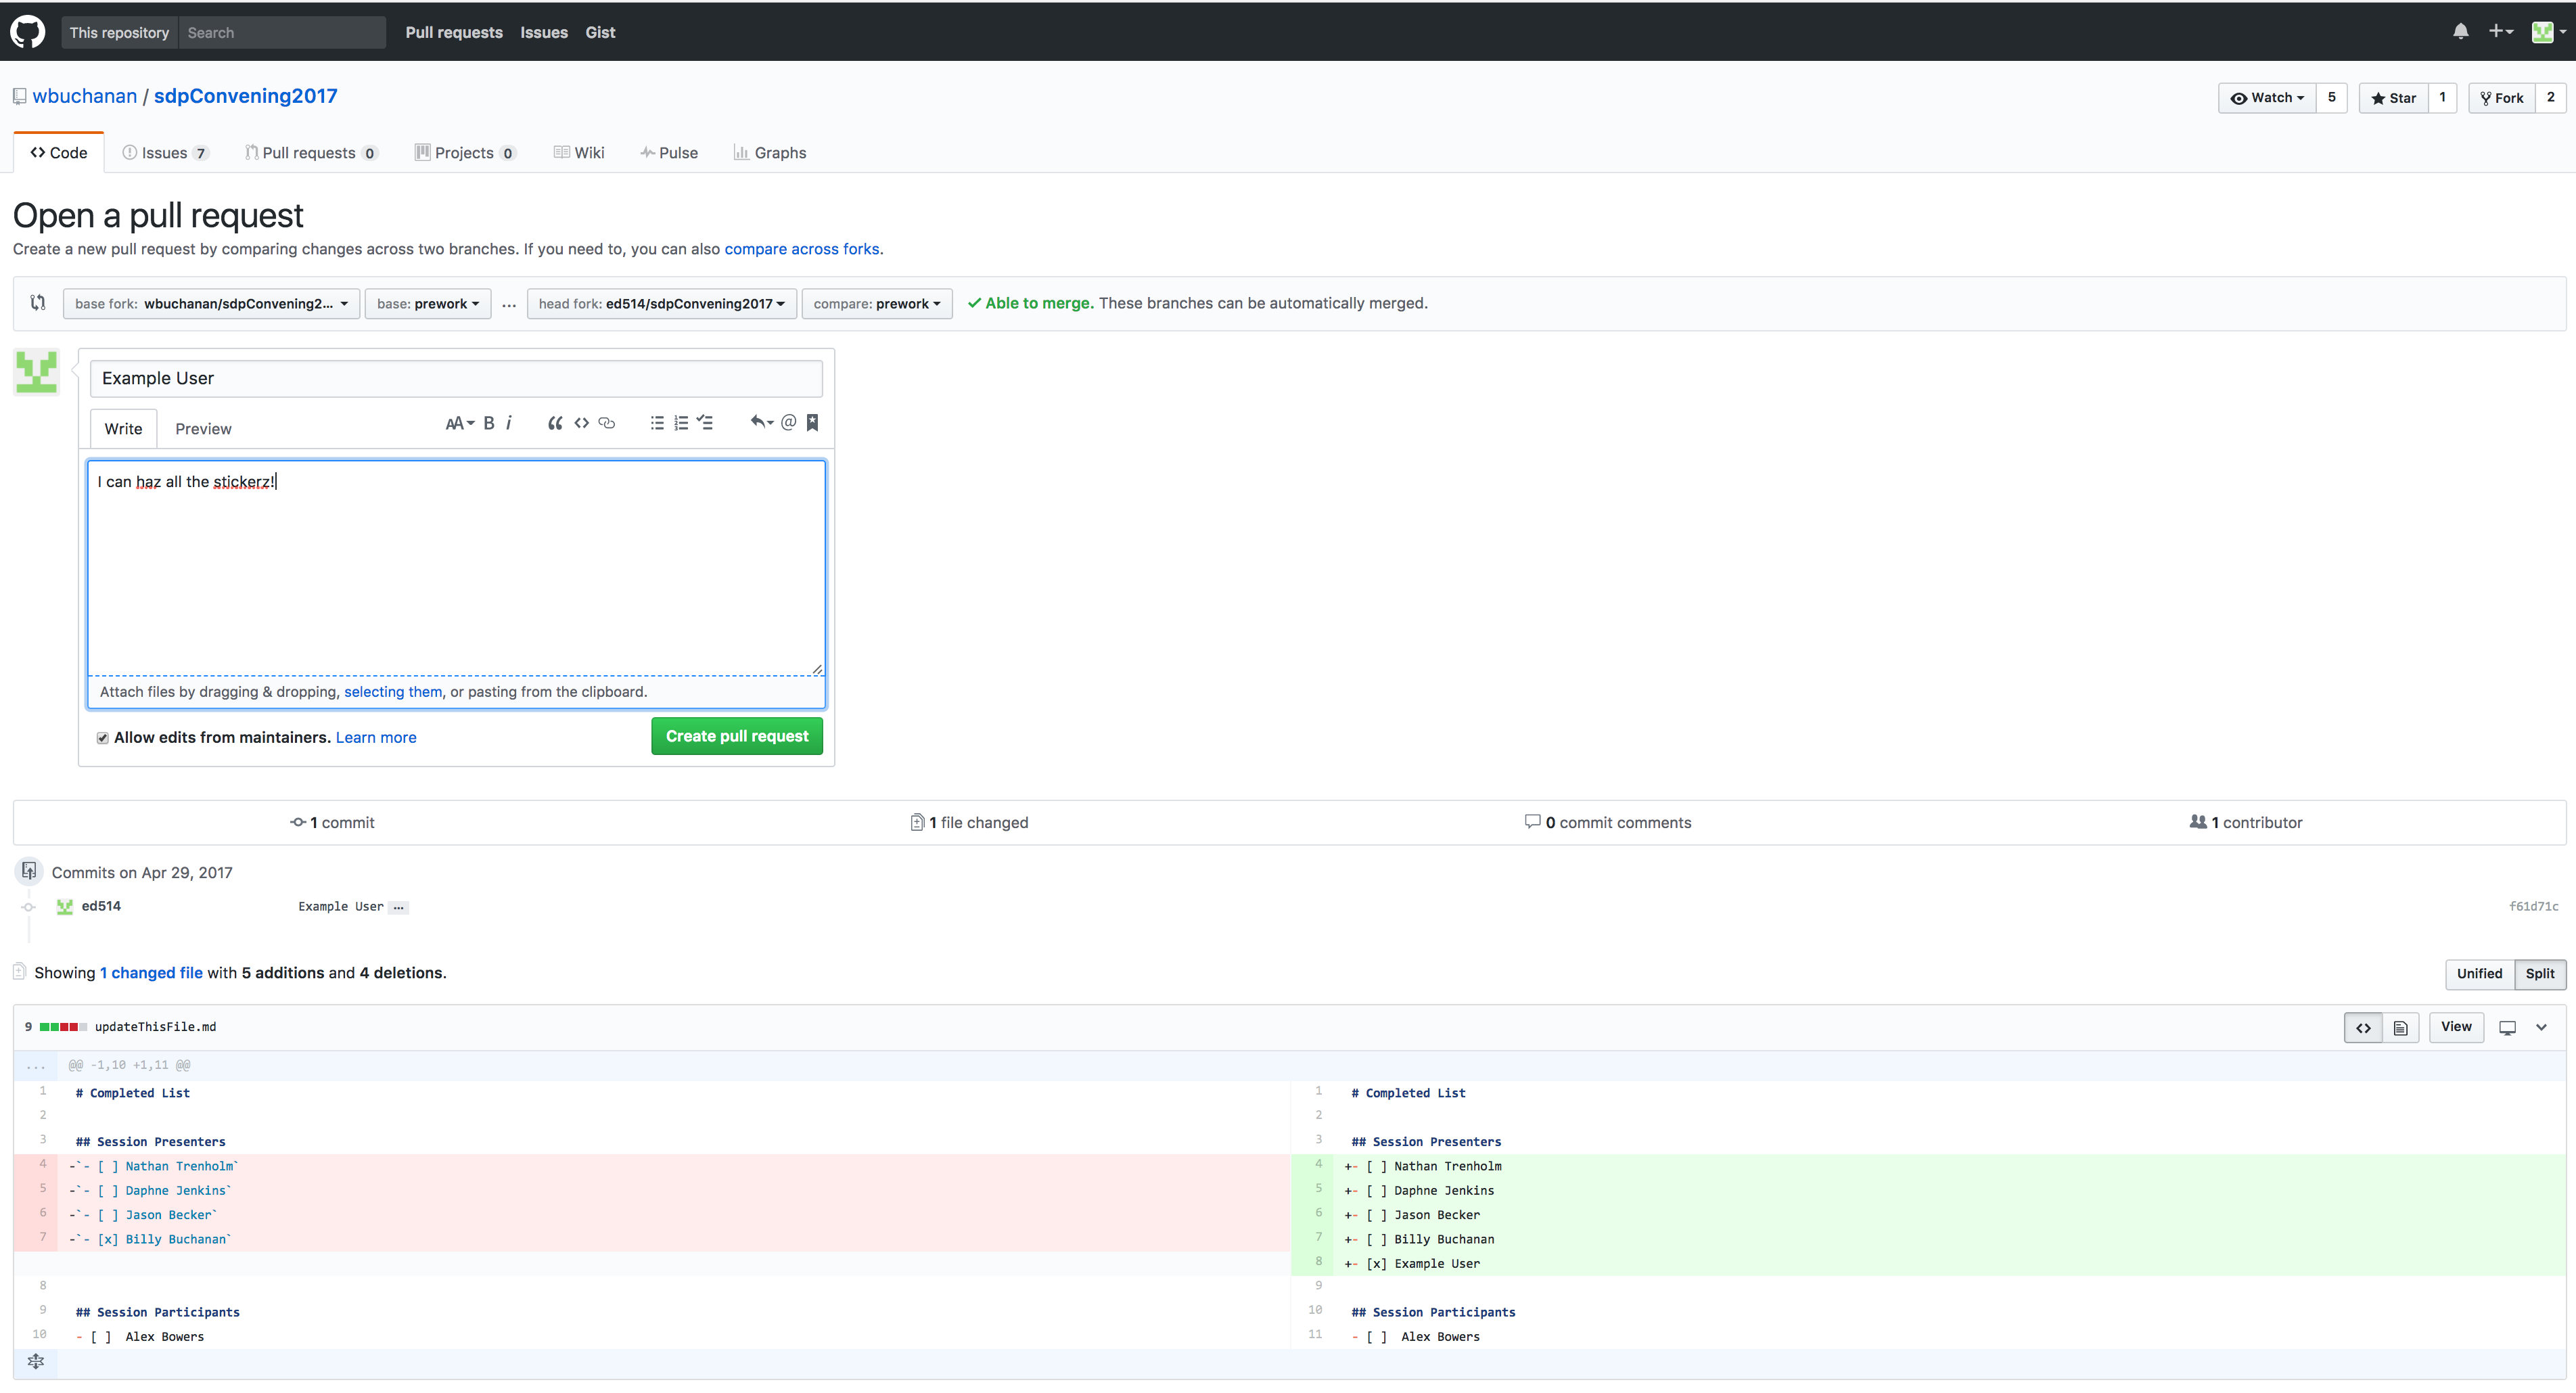 This repository Search Pull requests Issues Gist
wbuchanan / sdpConvening2017 Watch 5 Star 1 Fork 2
Code Issues 7 Pull requests 0 Projects 0 Wiki Pulse Graphs
Open a pull request
Create a new pull request by comparing changes across two branches. If you need to, you can also compare across forks.
base fork: wbuchanan/sdpConvening2... base: prework ... head fork: ed514/sdpConvening2017 compare: prework Able to merge. These branches can be automatically merged.
Example User
Write Preview AA B i
I can haz all the stickerz!
Attach files by dragging & dropping, selecting them, or pasting from the clipboard.
Allow edits from maintainers. Learn more Create pull request
1 commit 1 file changed 0 commit comments 1 contributor
Commits on Apr 29, 2017
ed514 Example User … f61d71c
Showing 1 changed file with 5 additions and 4 deletions. Unified Split
9 updateThisFile.md <> View
... @@ -1,10 +1,11 @@
1 # Completed List 1 # Completed List
2 2
3 ## Session Presenters 3 ## Session Presenters
4 -`- [ ] Nathan Trenholm` 4 +- [ ] Nathan Trenholm
5 -`- [ ] Daphne Jenkins` 5 +- [ ] Daphne Jenkins
6 -`- [ ] Jason Becker` 6 +- [ ] Jason Becker
7 -`- [x] Billy Buchanan` 7 +- [ ] Billy Buchanan
8 +- [x] Example User
8 9
9 ## Session Participants 10 ## Session Participants
10 - [ ]  Alex Bowers 11 - [ ]  Alex Bowers